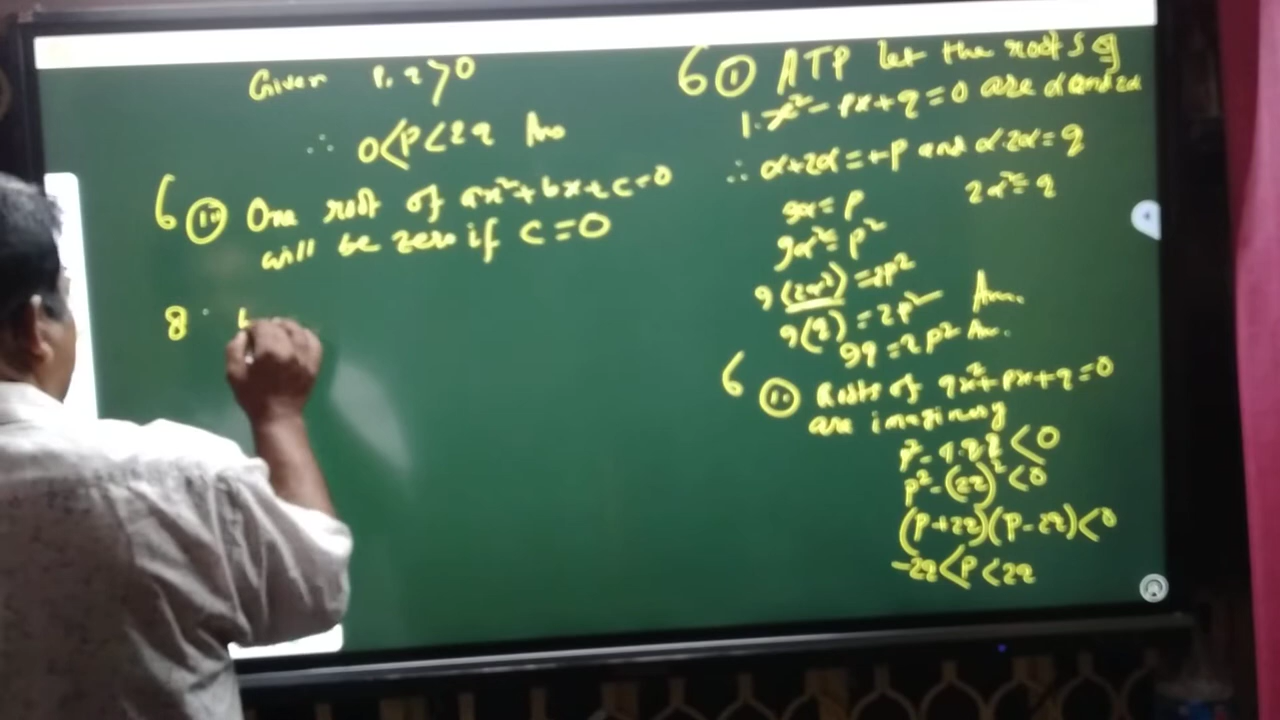 Given P, q > 0
∴ 0 < P < 2q Ans
6 One root of ax² + bx + c = 0
will be zero if c = 0
8.
6 (i) ATP let the roots of
1. x² - px + q = 0 are α and 2α
∴ α + 2α = +P and α·2α = q
3α = P 2α² = q
9α² = P²
9(2α²) = 2P²
9(q) = 2P² Ans.
9q = 2P² Ans.
6 Roots of qx² + px + q = 0
are imaginary
P² - 4·q·q < 0
P² - (2q)² < 0
(P + 2q)(P - 2q) < 0
-2q < P < 2q